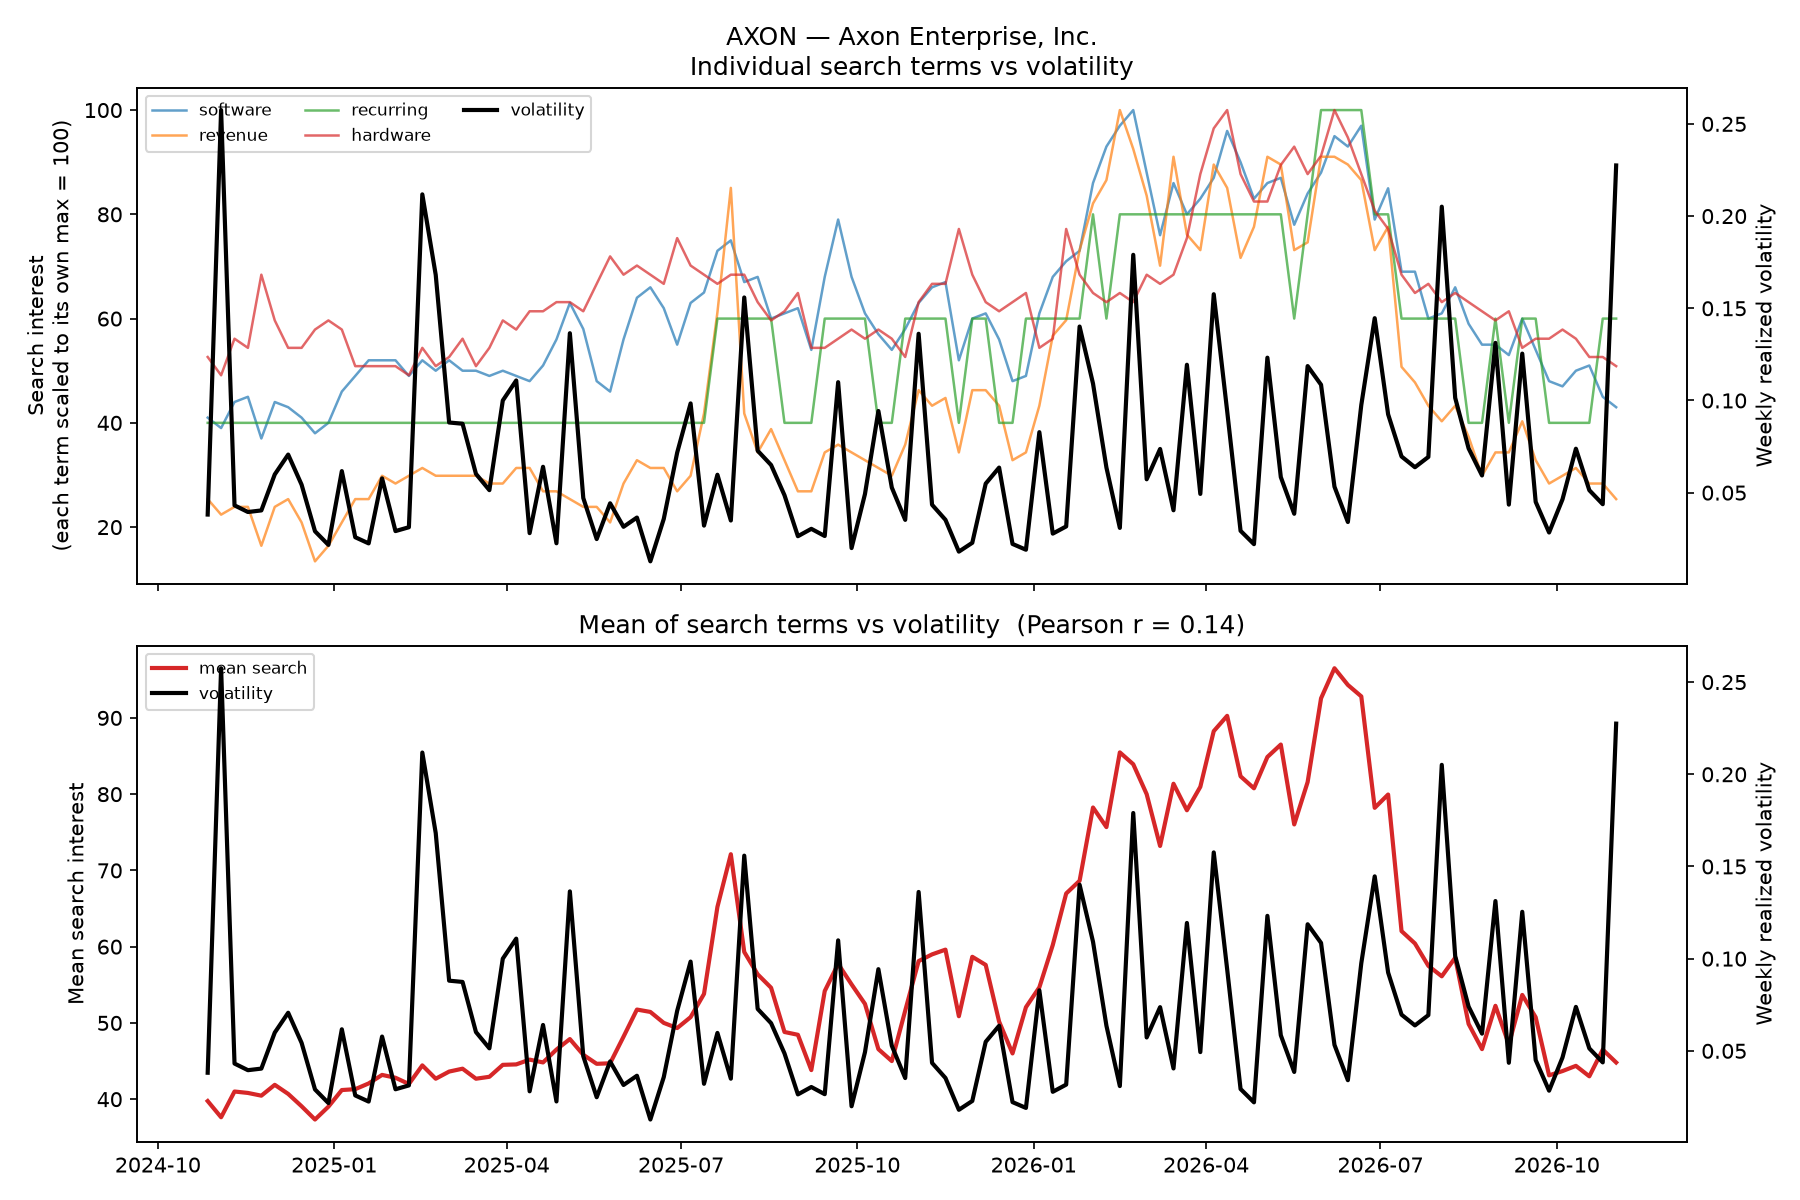 AXON — Axon Enterprise, Inc.
Individual search terms vs volatility
software
revenue
recurring
hardware
volatility
Search interest
(each term scaled to its own max = 100)
100
80
60
40
20
0.25
0.20
0.15
0.10
0.05
Weekly realized volatility
Mean of search terms vs volatility (Pearson r = 0.14)
mean search
volatility
Mean search interest
90
80
70
60
50
40
0.25
0.20
0.15
0.10
0.05
Weekly realized volatility
2024-10
2025-01
2025-04
2025-07
2025-10
2026-01
2026-04
2026-07
2026-10